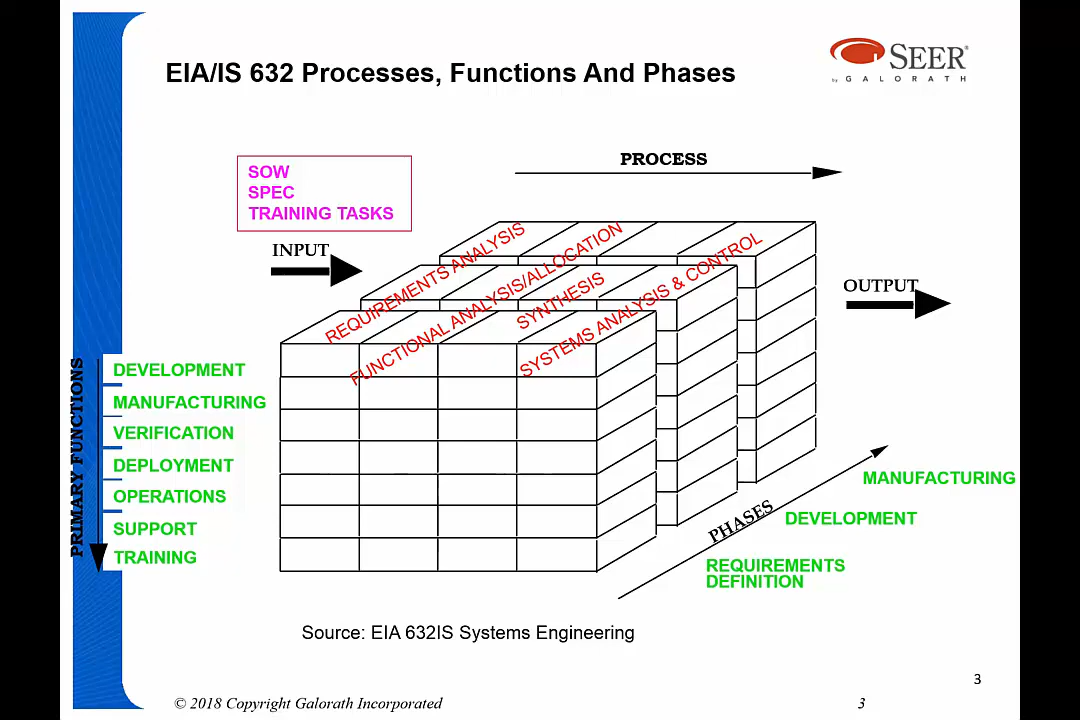 EIA/IS 632 Processes, Functions And Phases
SEER®
by GALORATH
SOW
SPEC
TRAINING TASKS
PROCESS
INPUT
OUTPUT
REQUIREMENTS ANALYSIS
FUNCTIONAL ANALYSIS/ALLOCATION
SYNTHESIS
SYSTEMS ANALYSIS & CONTROL
PRIMARY FUNCTIONS
DEVELOPMENT
MANUFACTURING
VERIFICATION
DEPLOYMENT
OPERATIONS
SUPPORT
TRAINING
PHASES
MANUFACTURING
DEVELOPMENT
REQUIREMENTS
DEFINITION
Source: EIA 632IS Systems Engineering
3
© 2018 Copyright Galorath Incorporated
3